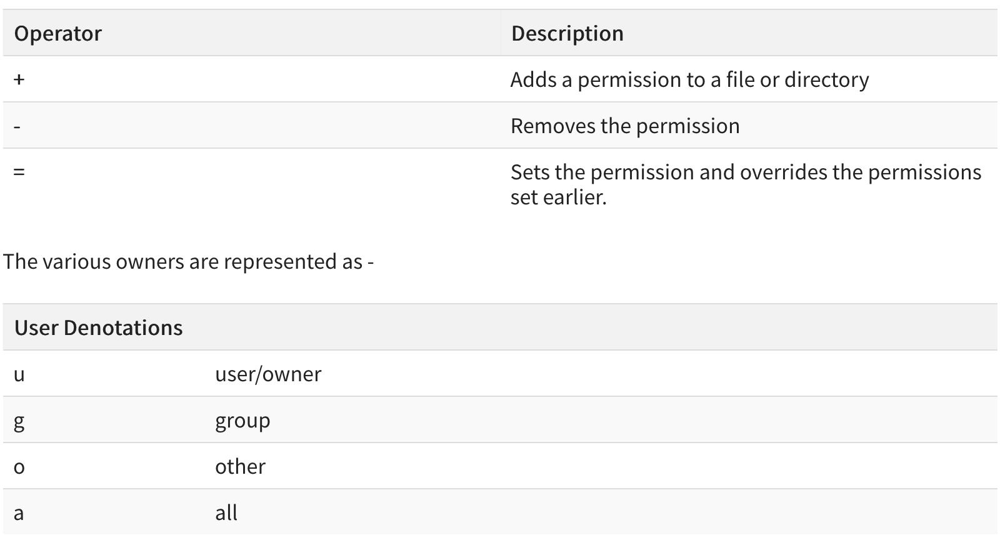 Operator Description
+ Adds a permission to a file or directory
- Removes the permission
= Sets the permission and overrides the permissions
set earlier.
The various owners are represented as -
User Denotations
u user/owner
g group
o other
a all